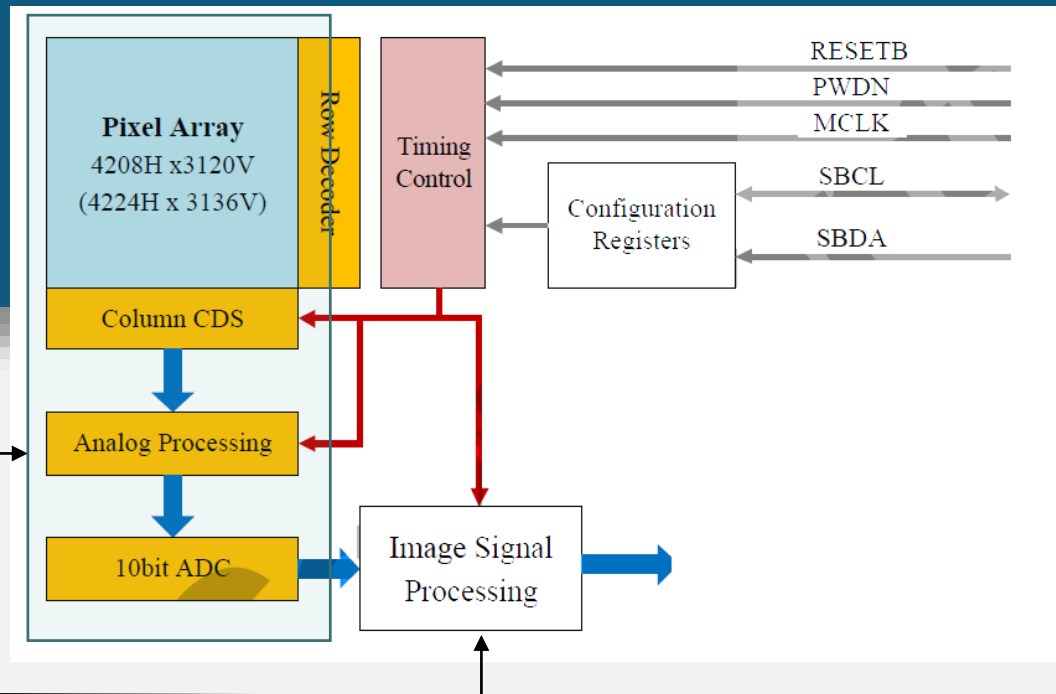 Pixel Array
4208H x3120V
(4224H x 3136V)
Row Decoder
Timing
Control
RESETB
PWDN
MCLK
SBCL
SBDA
Configuration
Registers
Column CDS
Analog Processing
10bit ADC
Image Signal
Processing